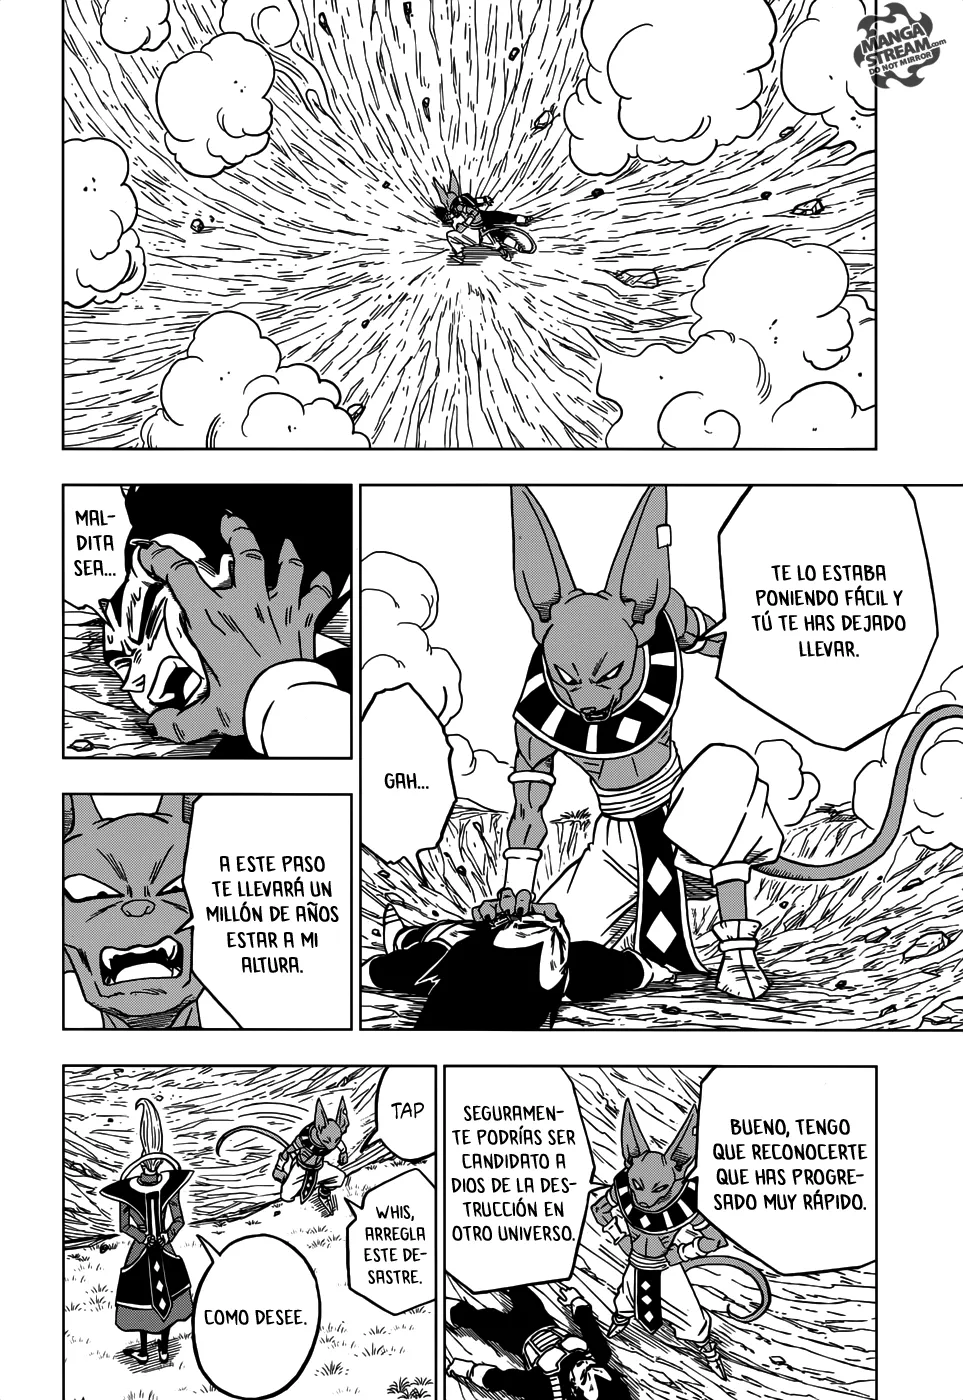 MANGA
STREAM.com
DO NOT MIRROR
TE LO ESTABA
PONIENDO FÁCIL Y
TÚ TE HAS DEJADO
LLEVAR.
GAH...
MAL-
DITA
SEA...
A ESTE PASO
TE LLEVARÁ UN
MILLÓN DE AÑOS
ESTAR A MI
ALTURA.
BUENO, TENGO
QUE RECONOCERTE
QUE HAS PROGRE-
SADO MUY RÁPIDO.
SEGURAMEN-
TE PODRÍAS SER
CANDIDATO A
DIOS DE LA DES-
TRUCCIÓN EN
OTRO UNIVERSO.
TAP
WHIS,
ARREGLA
ESTE DE-
SASTRE.
COMO DESEE.